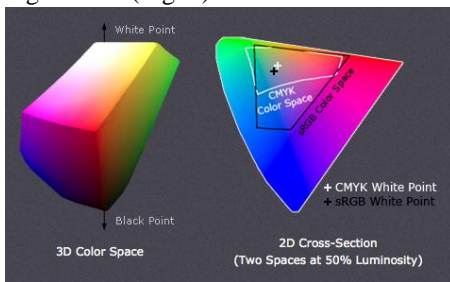 White Point
CMYK
Color Space
sRGB Color Space
+ CMYK White Point
+ sRGB White Point
Black Point
3D Color Space
2D Cross-Section
(Two Spaces at 50% Luminosity)